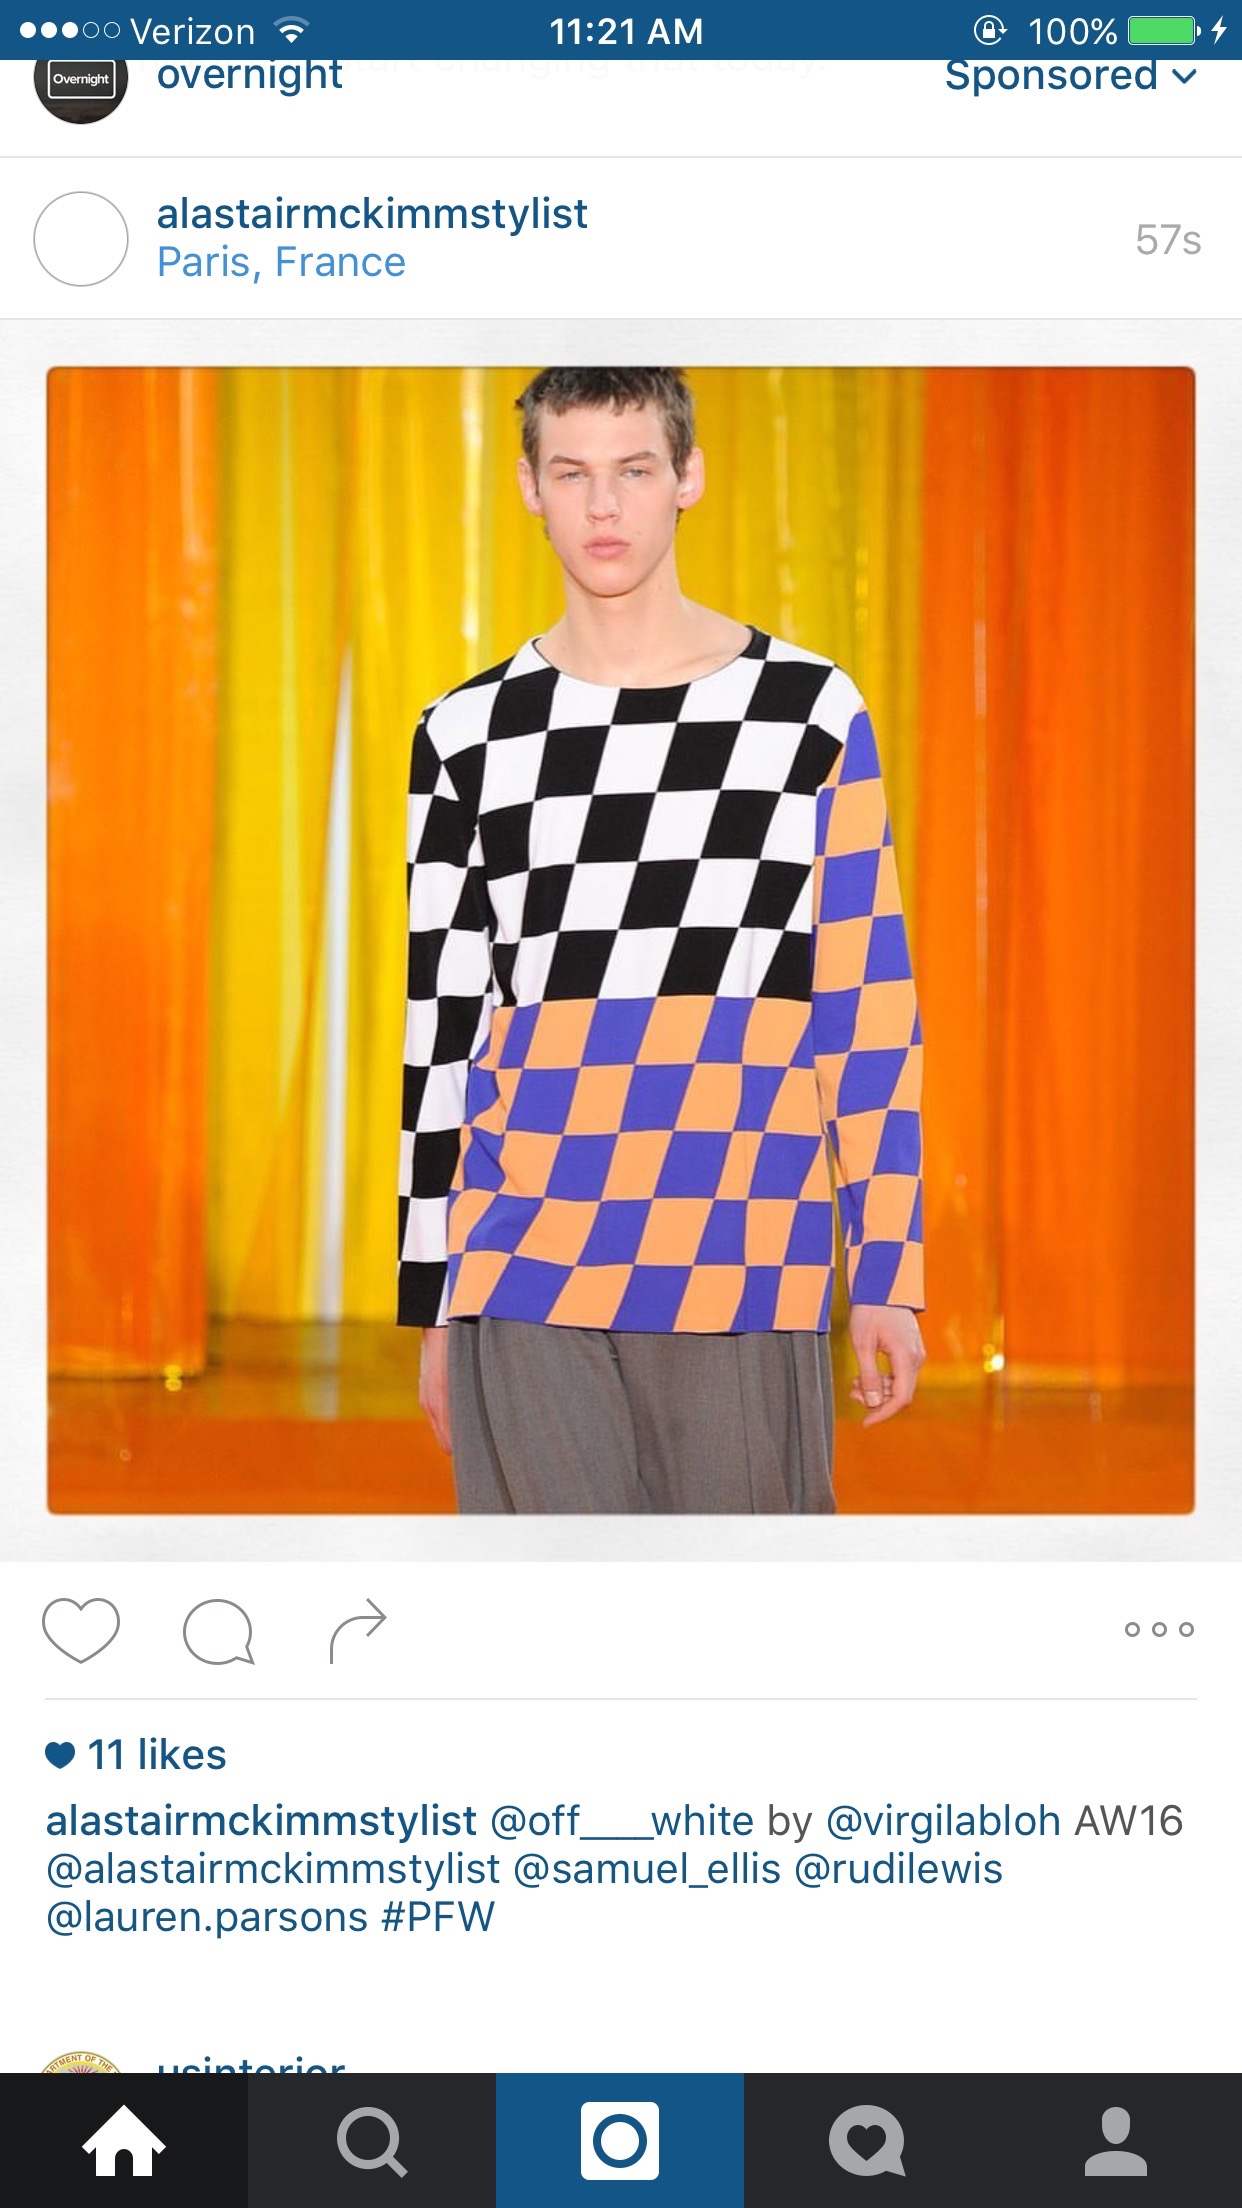 Verizon 11:21 AM 100%
Overnight
overnight Sponsored
alastairmckimmstylist
Paris, France
57s
11 likes
alastairmckimmstylist @off____white by @virgilabloh AW16
@alastairmckimmstylist @samuel_ellis @rudilewis
@lauren.parsons #PFW
usinterior